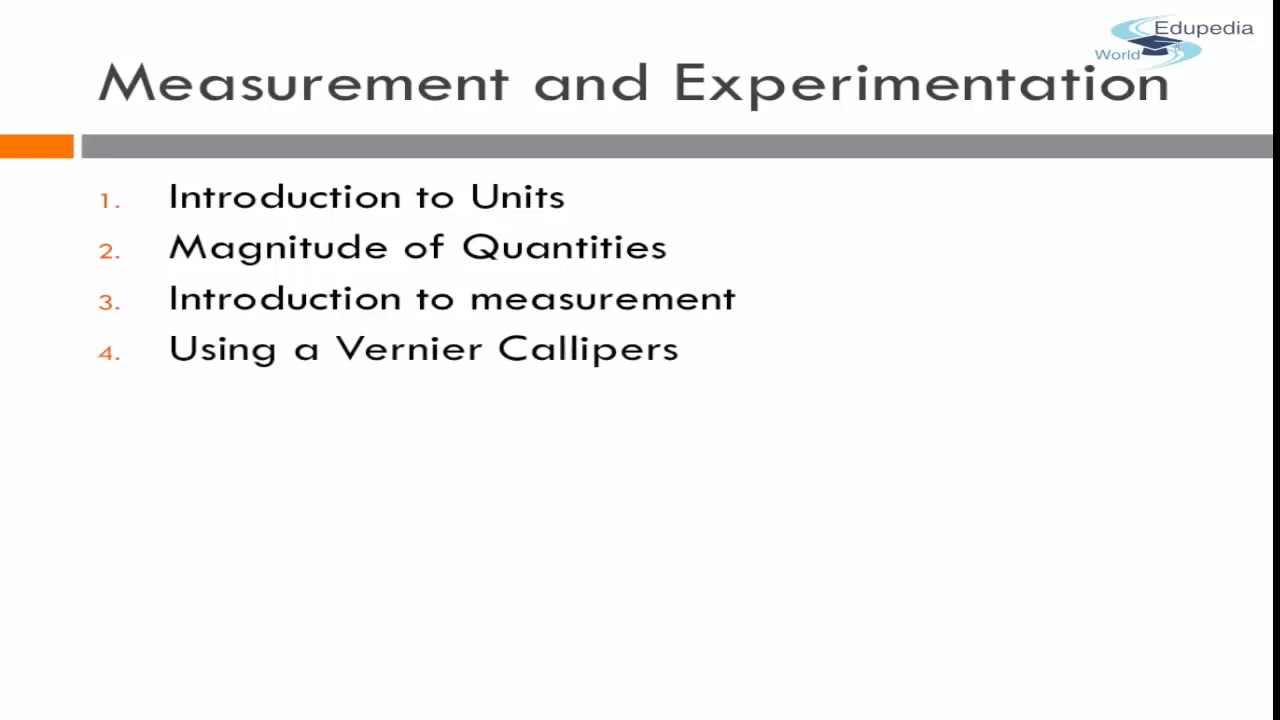 Edupedia
World
Measurement and Experimentation
1. Introduction to Units
2. Magnitude of Quantities
3. Introduction to measurement
4. Using a Vernier Callipers